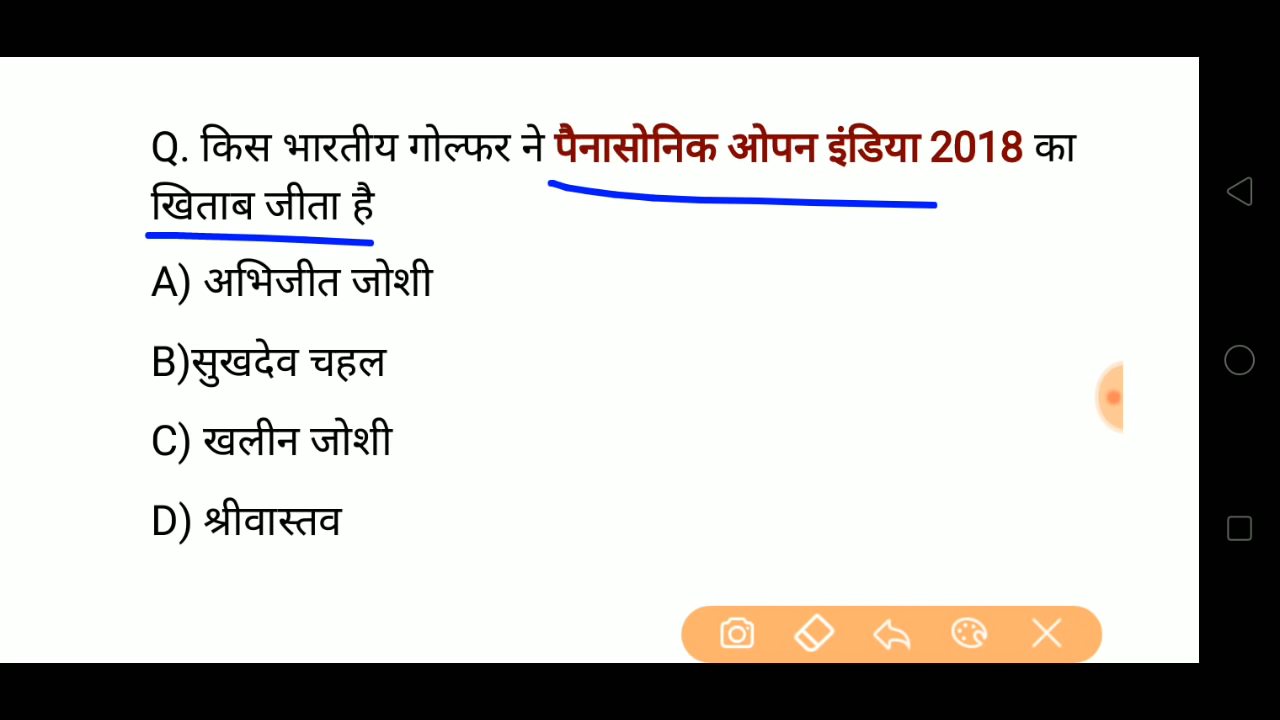 Q. किस भारतीय गोल्फर ने पैनासोनिक ओपन इंडिया 2018 का
खिताब जीता है
A) अभिजीत जोशी
B)सुखदेव चहल
C) खलीन जोशी
D) श्रीवास्तव